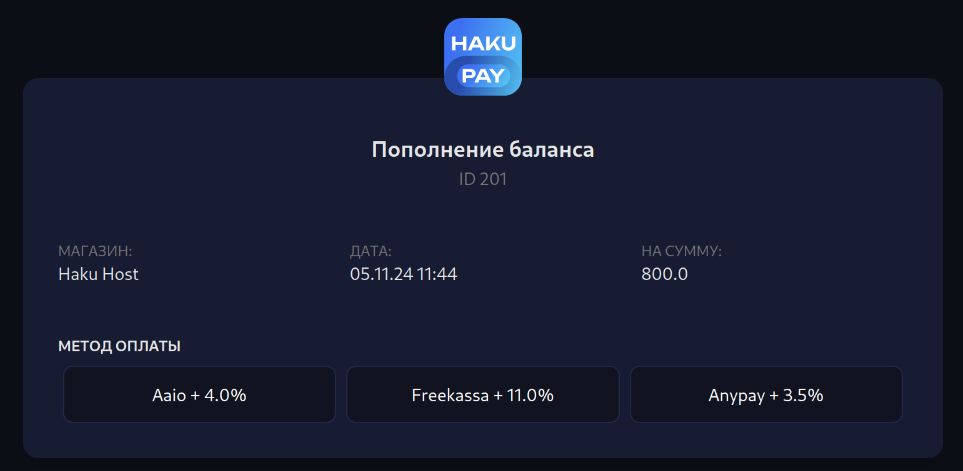 HAKU
PAY
Пополнение баланса
ID 201
МАГАЗИН:
Haku Host
ДАТА:
05.11.24 11:44
НА СУММУ:
800.0
МЕТОД ОПЛАТЫ
Aaio + 4.0%
Freekassa + 11.0%
Anypay + 3.5%